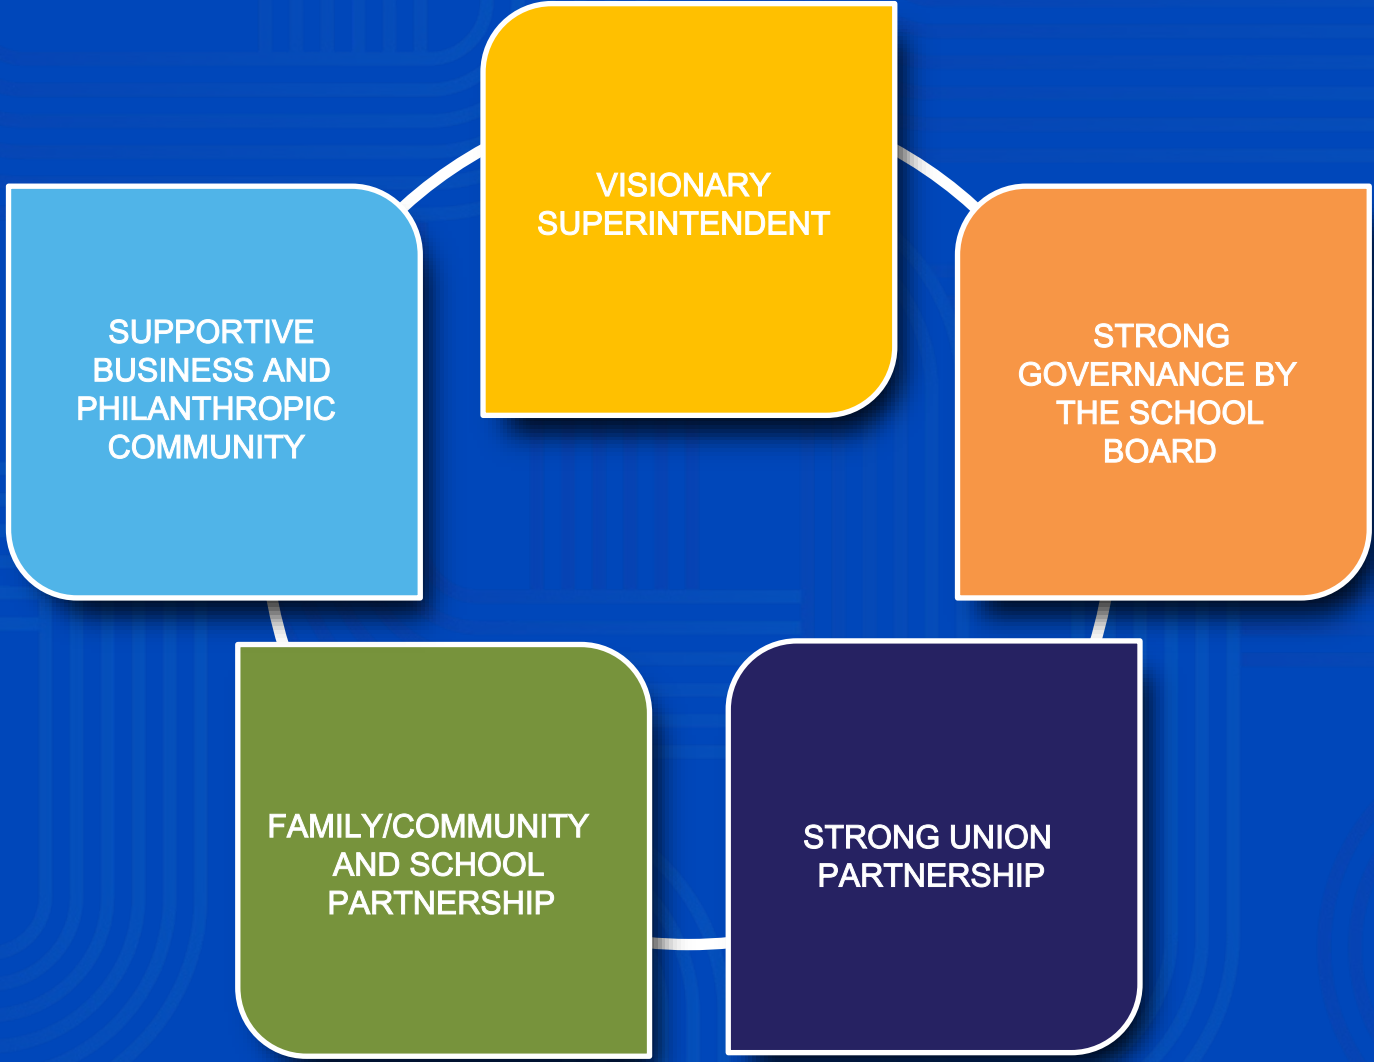 VISIONARY
SUPERINTENDENT
STRONG
GOVERNANCE BY
THE SCHOOL
BOARD
STRONG UNION
PARTNERSHIP
FAMILY/COMMUNITY
AND SCHOOL
PARTNERSHIP
SUPPORTIVE
BUSINESS AND
PHILANTHROPIC
COMMUNITY